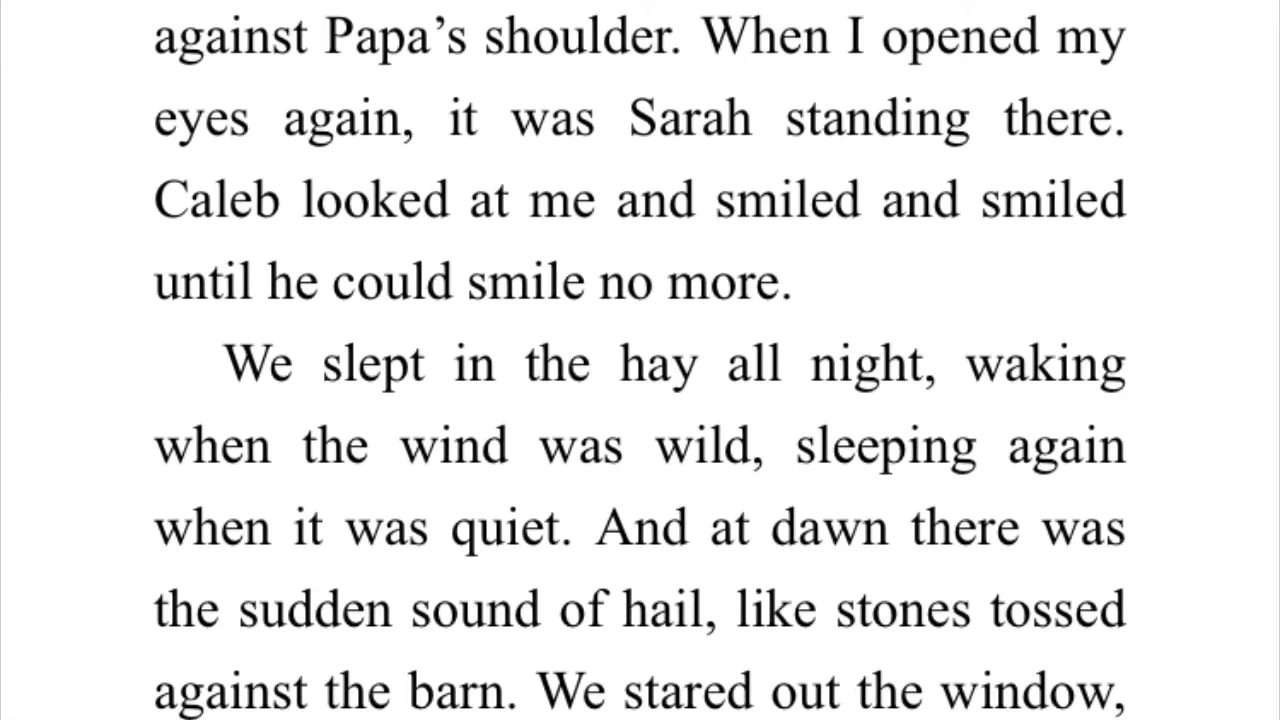 against Papa’s shoulder. When I opened my
eyes again, it was Sarah standing there.
Caleb looked at me and smiled and smiled
until he could smile no more.
We slept in the hay all night, waking
when the wind was wild, sleeping again
when it was quiet. And at dawn there was
the sudden sound of hail, like stones tossed
against the barn. We stared out the window,